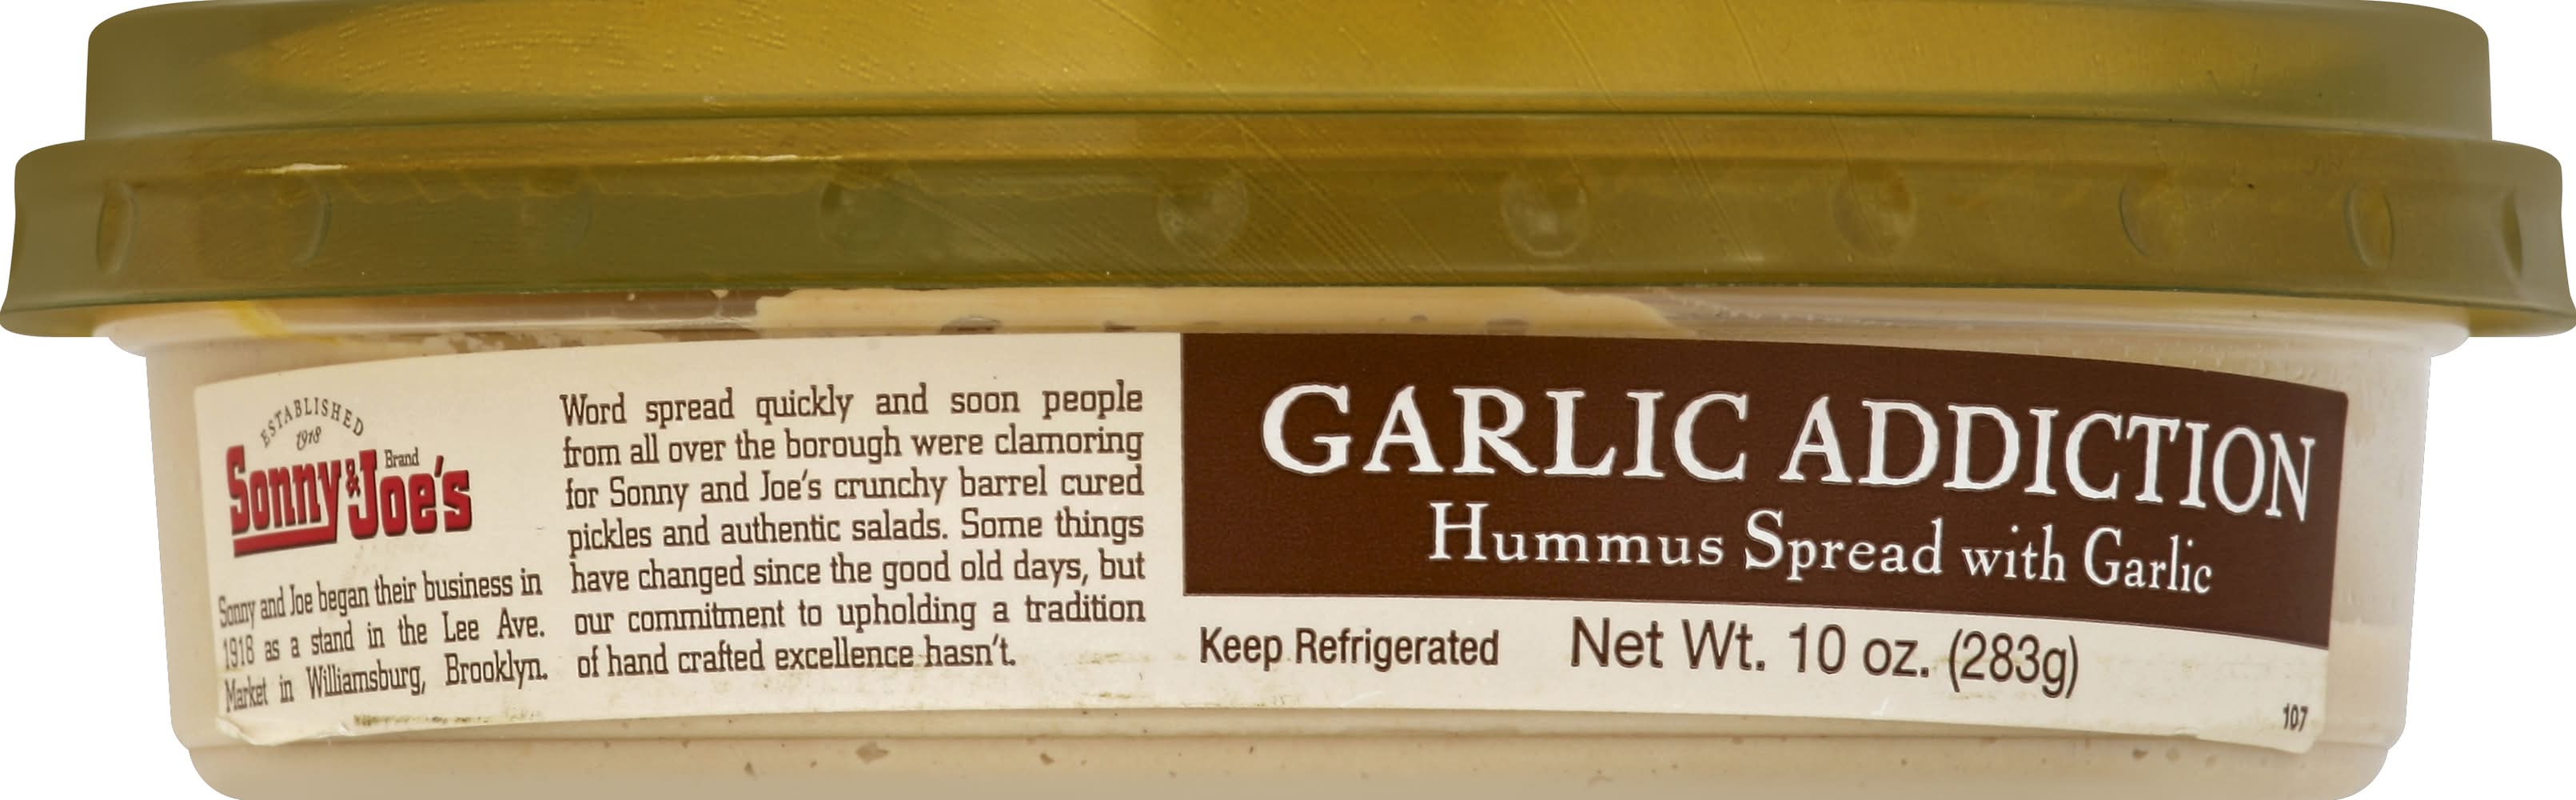 ESTABLISHED
1918
Sonny & Joe's Brand
Sonny and Joe began their business in
1918 as a stand in the Lee Ave.
Market in Williamsburg, Brooklyn.
Word spread quickly and soon people
from all over the borough were clamoring
for Sonny and Joe's crunchy barrel cured
pickles and authentic salads. Some things
have changed since the good old days, but
our commitment to upholding a tradition
of hand crafted excellence hasn't.
GARLIC ADDICTION
Hummus Spread with Garlic
Keep Refrigerated Net Wt. 10 oz. (283g)
107